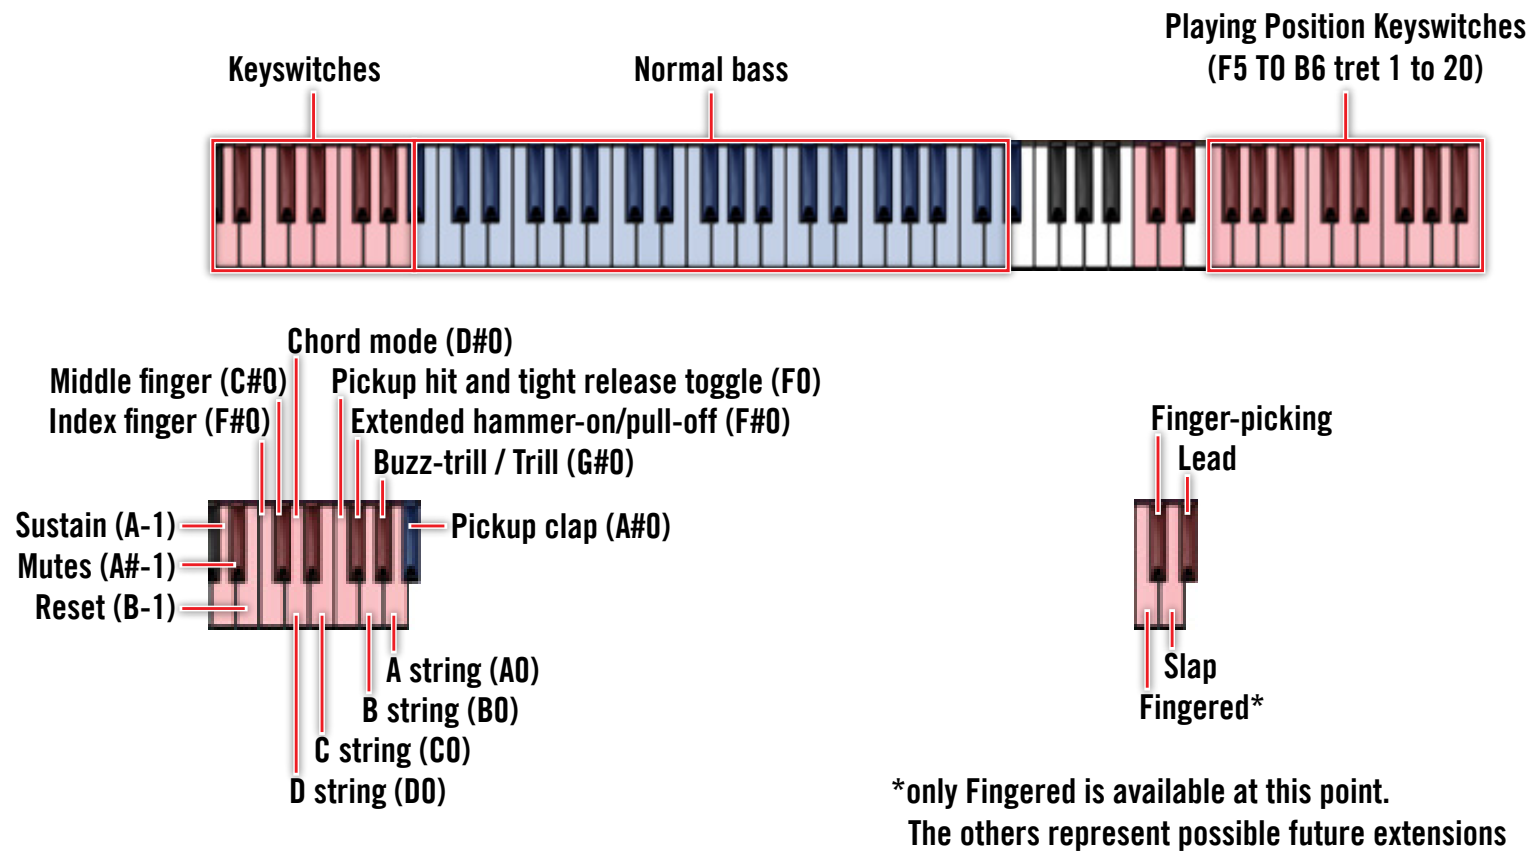 Playing Position Keyswitches
(F5 TO B6 tret 1 to 20)
Keyswitches
Normal bass
Chord mode (D#0)
Middle finger (C#0)
Pickup hit and tight release toggle (F0)
Index finger (F#0)
Extended hammer-on/pull-off (F#0)
Buzz-trill / Trill (G#0)
Sustain (A-1)
Pickup clap (A#0)
Mutes (A#-1)
Reset (B-1)
A string (A0)
B string (B0)
C string (C0)
D string (D0)
Finger-picking
Lead
Slap
Fingered*
*only Fingered is available at this point.
The others represent possible future extensions